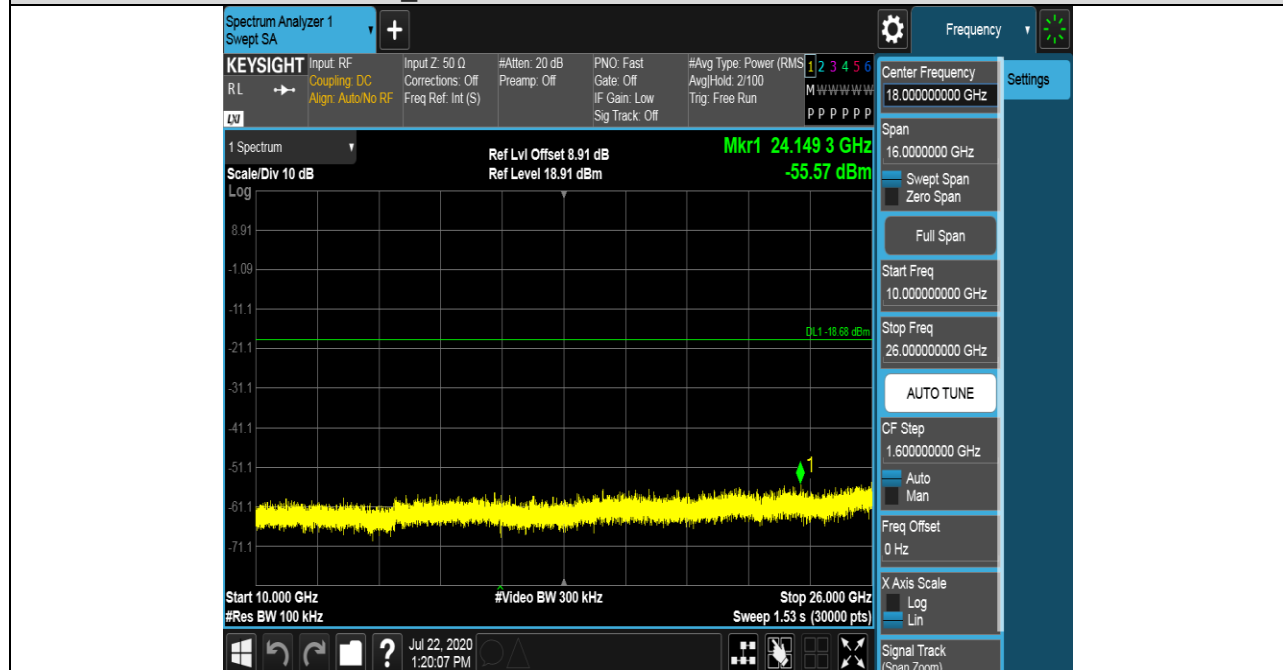 Spectrum Analyzer 1
Swept SA
+
Frequency
KEYSIGHT
RL
LXI
Input: RF
Coupling: DC
Align: Auto/No RF
Input Z: 50 Ω
Corrections: Off
Freq Ref: Int (S)
#Atten: 20 dB
Preamp: Off
PNO: Fast
Gate: Off
IF Gain: Low
Sig Track: Off
#Avg Type: Power (RMS
Avg|Hold: 2/100
Trig: Free Run
1 2 3 4 5 6
M W W W W W
P P P P P P
1 Spectrum
Scale/Div 10 dB
Ref Lvl Offset 8.91 dB
Ref Level 18.91 dBm
Mkr1 24.149 3 GHz
-55.57 dBm
Log
8.91
-1.09
-11.1
DL1 -18.68 dBm
-21.1
-31.1
-41.1
1
-51.1
-61.1
-71.1
Start 10.000 GHz
#Video BW 300 kHz
Stop 26.000 GHz
#Res BW 100 kHz
Sweep 1.53 s (30000 pts)
?
Jul 22, 2020
1:20:07 PM
Center Frequency
18.000000000 GHz
Settings
Span
16.0000000 GHz
Swept Span
Zero Span
Full Span
Start Freq
10.000000000 GHz
Stop Freq
26.000000000 GHz
AUTO TUNE
CF Step
1.600000000 GHz
Auto
Man
Freq Offset
0 Hz
X Axis Scale
Log
Lin
Signal Track
(Span Zoom)